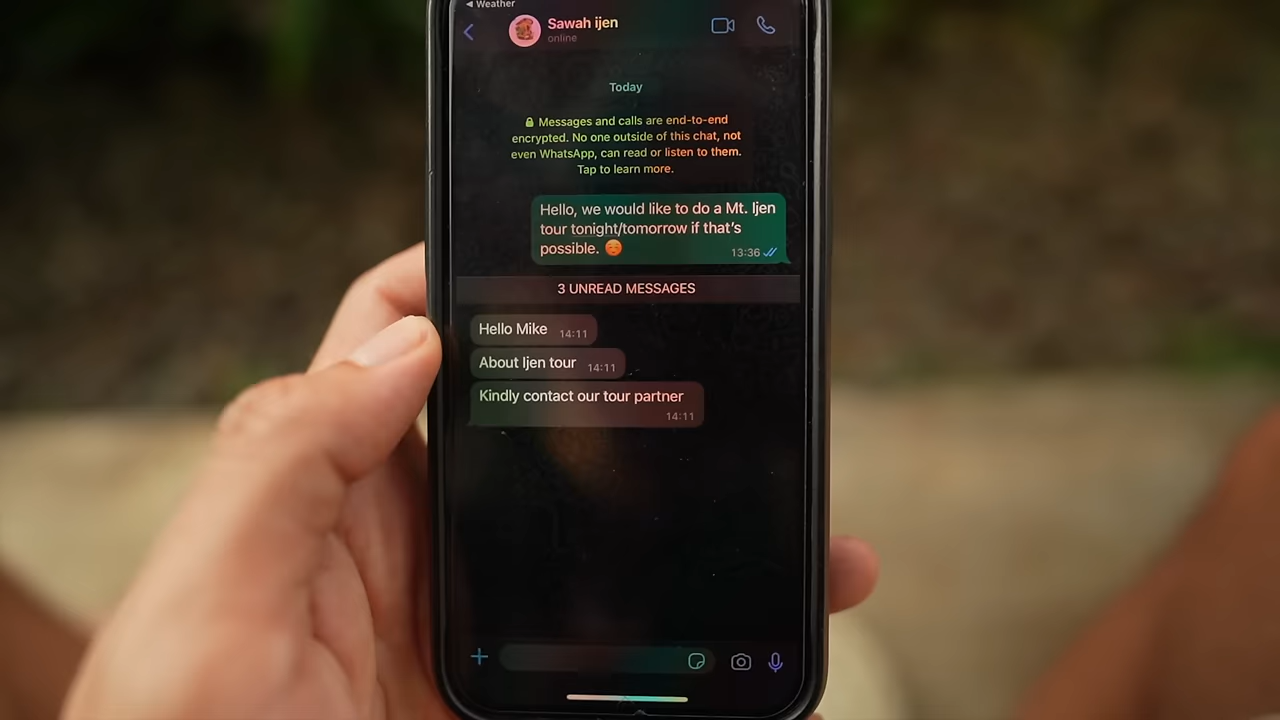 Weather
Sawah ijen
online
Today
Messages and calls are end-to-end
encrypted. No one outside of this chat, not
even WhatsApp, can read or listen to them.
Tap to learn more.
Hello, we would like to do a Mt. Ijen
tour tonight/tomorrow if that's
possible. ☺️
13:36
3 UNREAD MESSAGES
Hello Mike 14:11
About Ijen tour 14:11
Kindly contact our tour partner
14:11